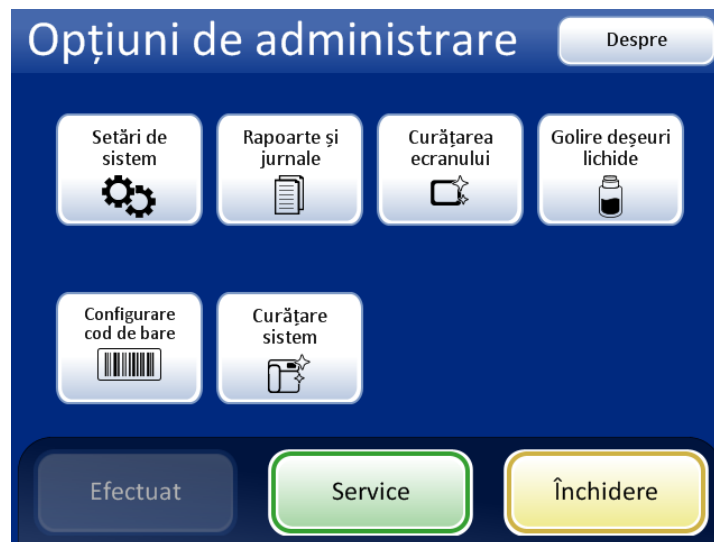 Opțiuni de administrare
Despre
Setări de
sistem
Rapoarte și
jurnale
Curățarea
ecranului
Golire deșeuri
lichide
Configurare
cod de bare
Curățare
sistem
Efectuat
Service
Închidere